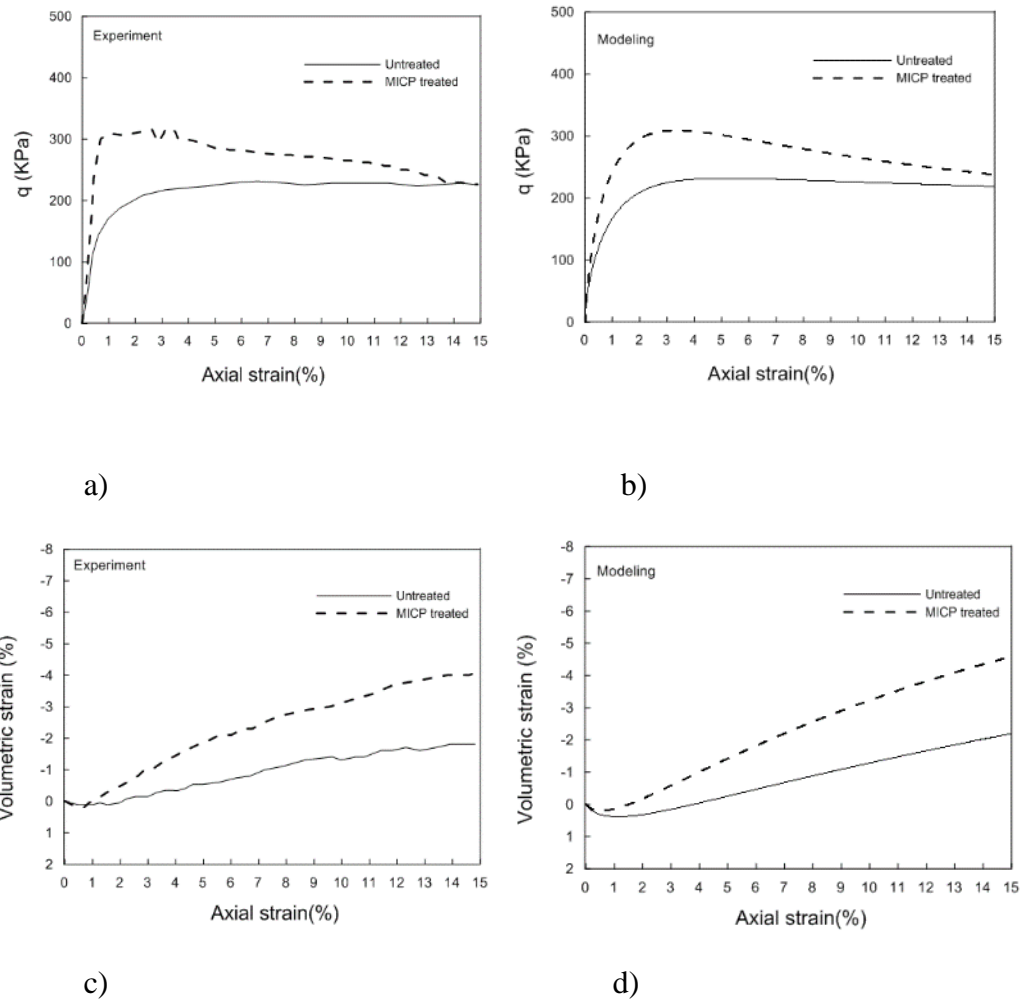 500
Experiment
Untreated
MICP treated
400
300
200
100
0
q (KPa)
0 1 2 3 4 5 6 7 8 9 10 11 12 13 14 15
Axial strain(%)
a)
500
Modeling
Untreated
MICP treated
400
300
200
100
0
q (KPa)
0 1 2 3 4 5 6 7 8 9 10 11 12 13 14 15
Axial strain(%)
b)
-8
Experiment
-7
Untreated
MICP treated
-6
-5
-4
-3
-2
-1
0
1
2
Volumetric strain (%)
0 1 2 3 4 5 6 7 8 9 10 11 12 13 14 15
Axial strain(%)
c)
-8
Modeling
-7
Untreated
MICP treated
-6
-5
-4
-3
-2
-1
0
1
2
Volumetric strain (%)
0 1 2 3 4 5 6 7 8 9 10 11 12 13 14 15
Axial strain(%)
d)